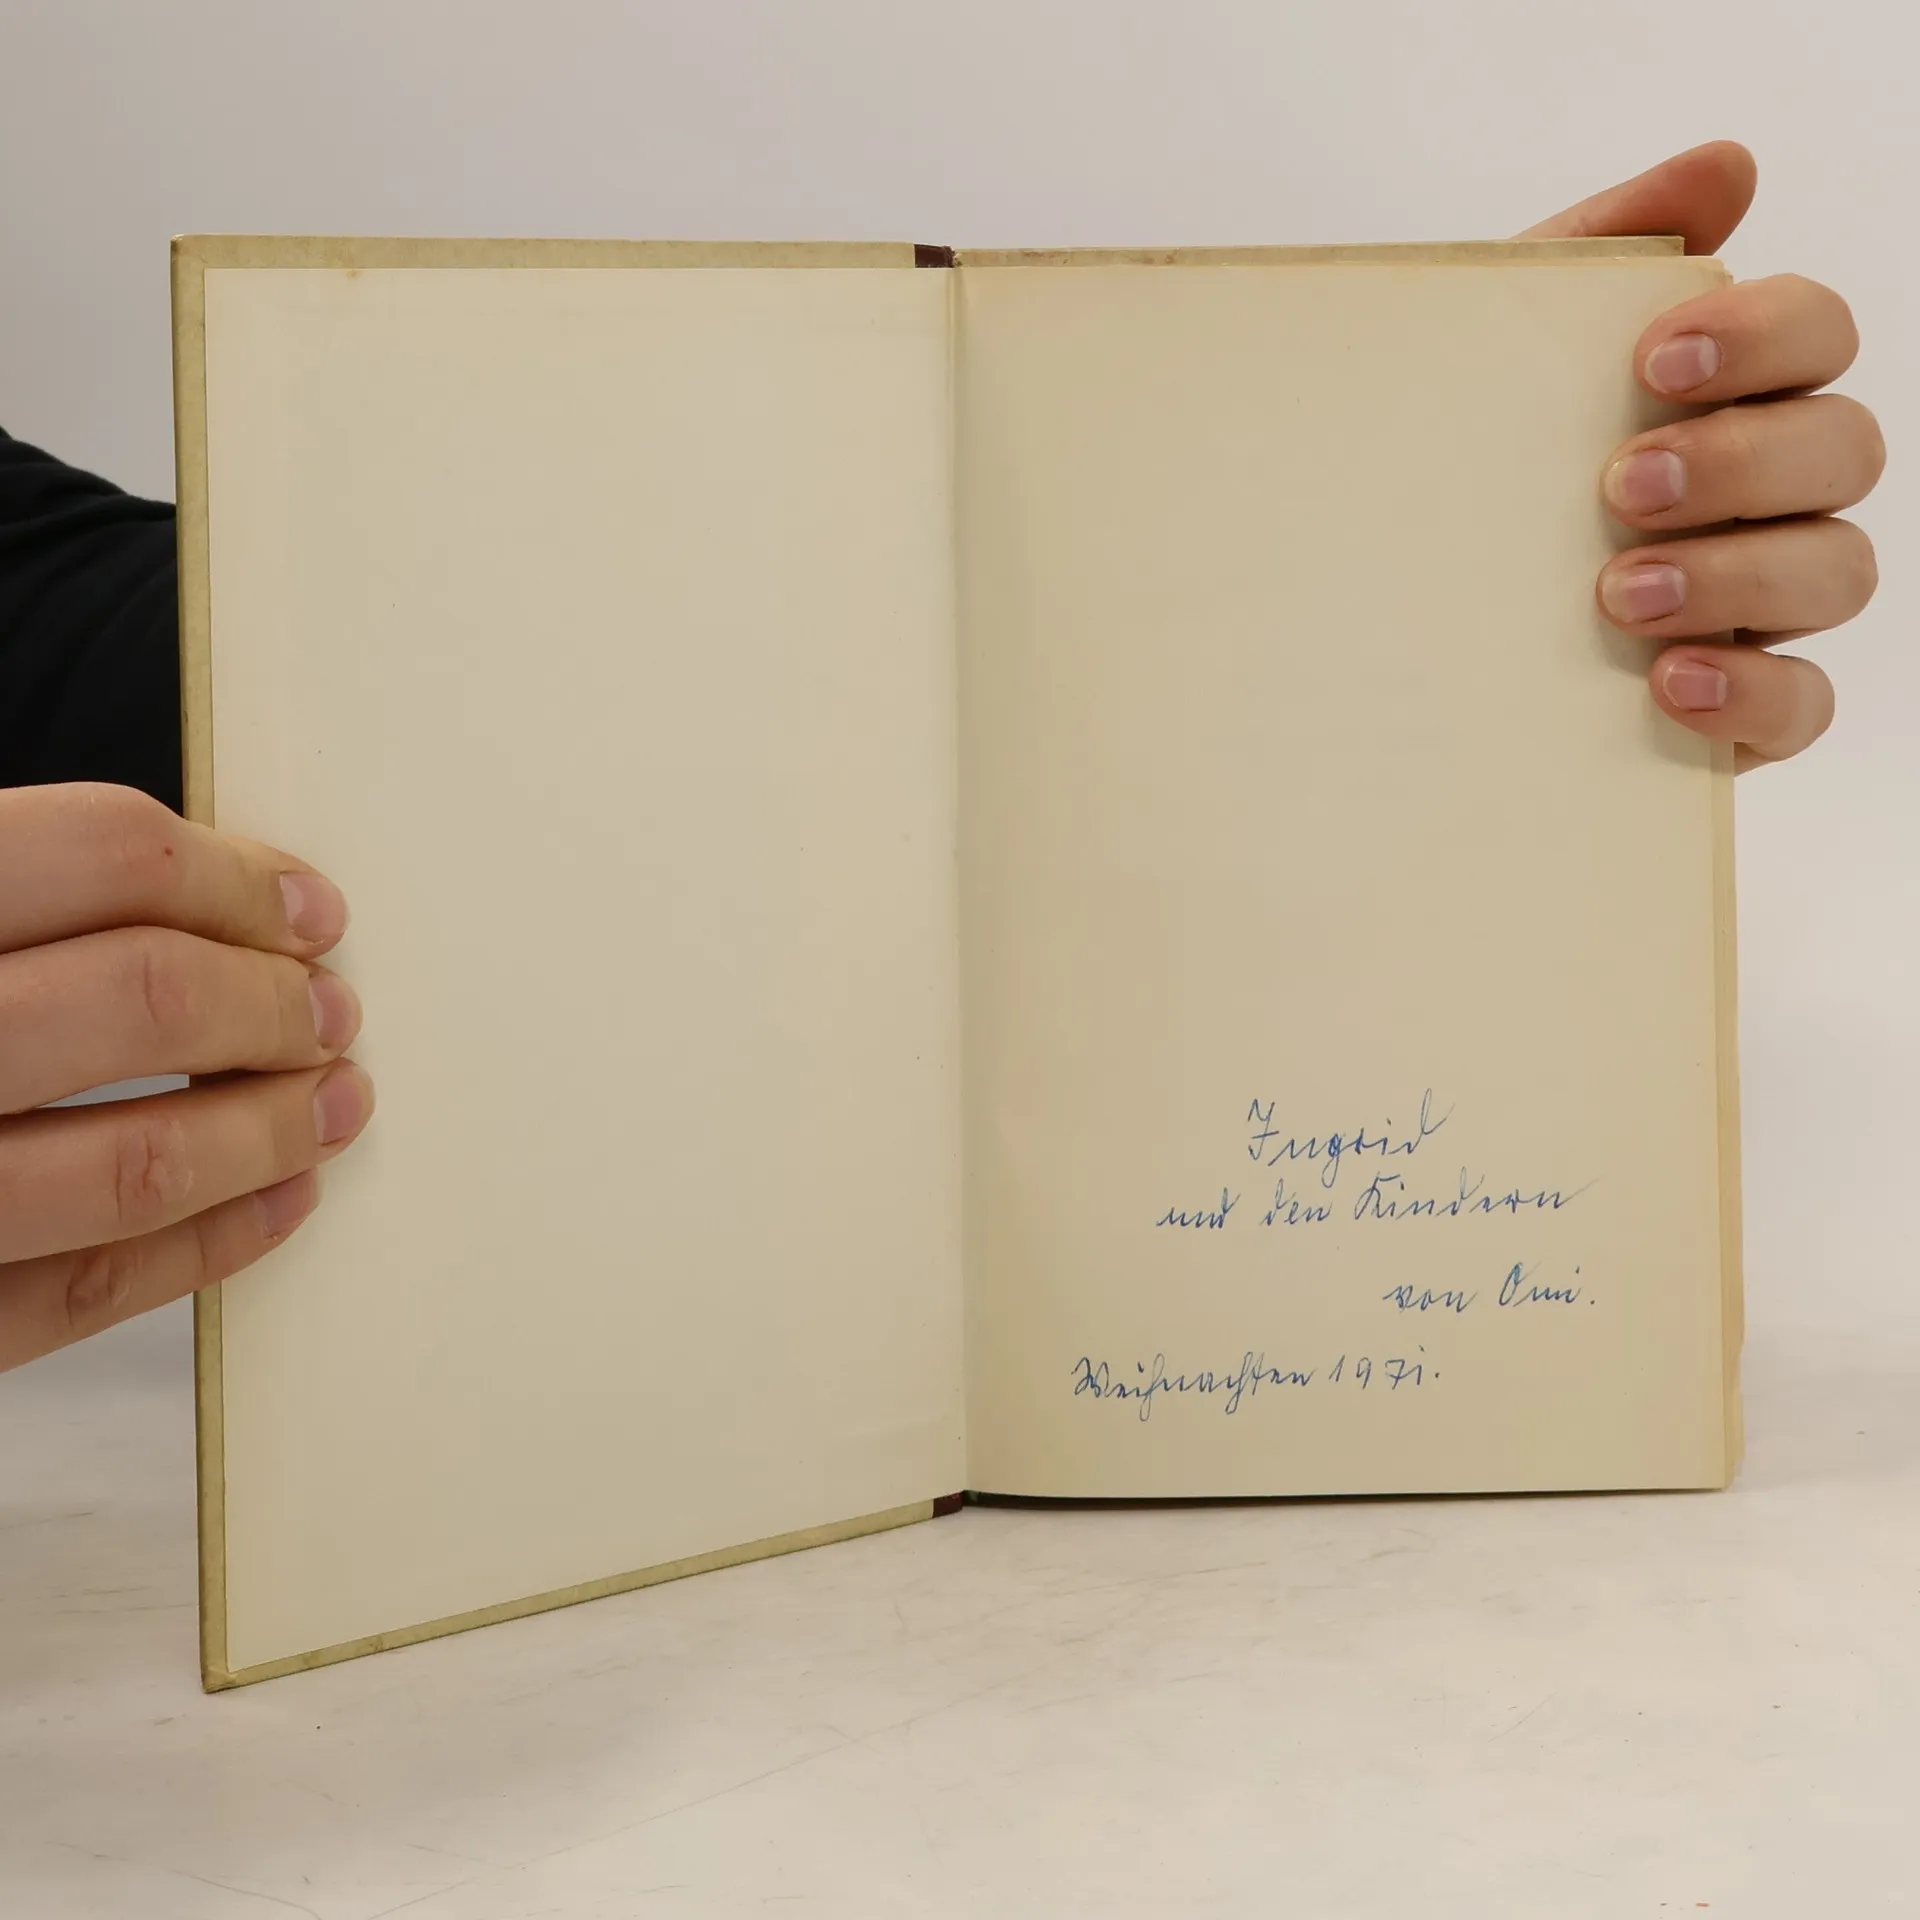 Ingrid
und den Kindern
von Omi.
Weihnachten 1971.